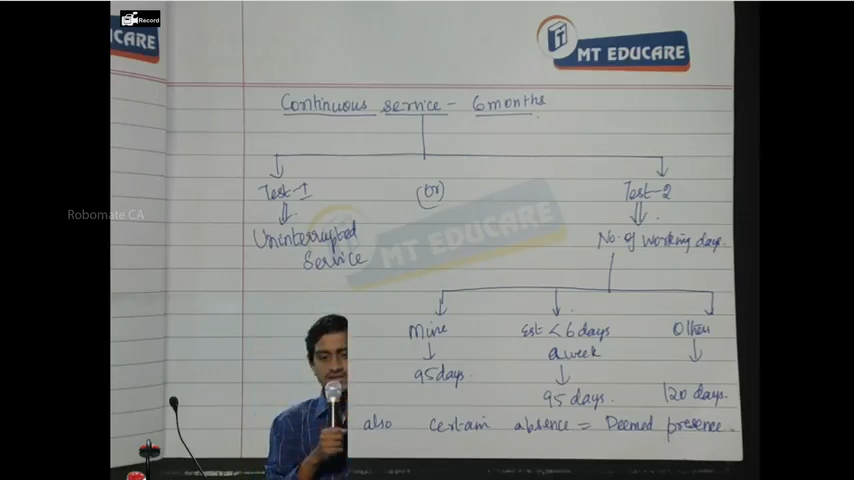 Record
CARE
MT EDUCARE
Continuous service - 6 months
Test-1 (or) Test-2
Robomate CA
Uninterrupted Service
No. of working days.
MT EDUCARE
Mine
95 days.
Est < 6 days a week
95 days.
Other
120 days.
also certain absence = Deemed presence.